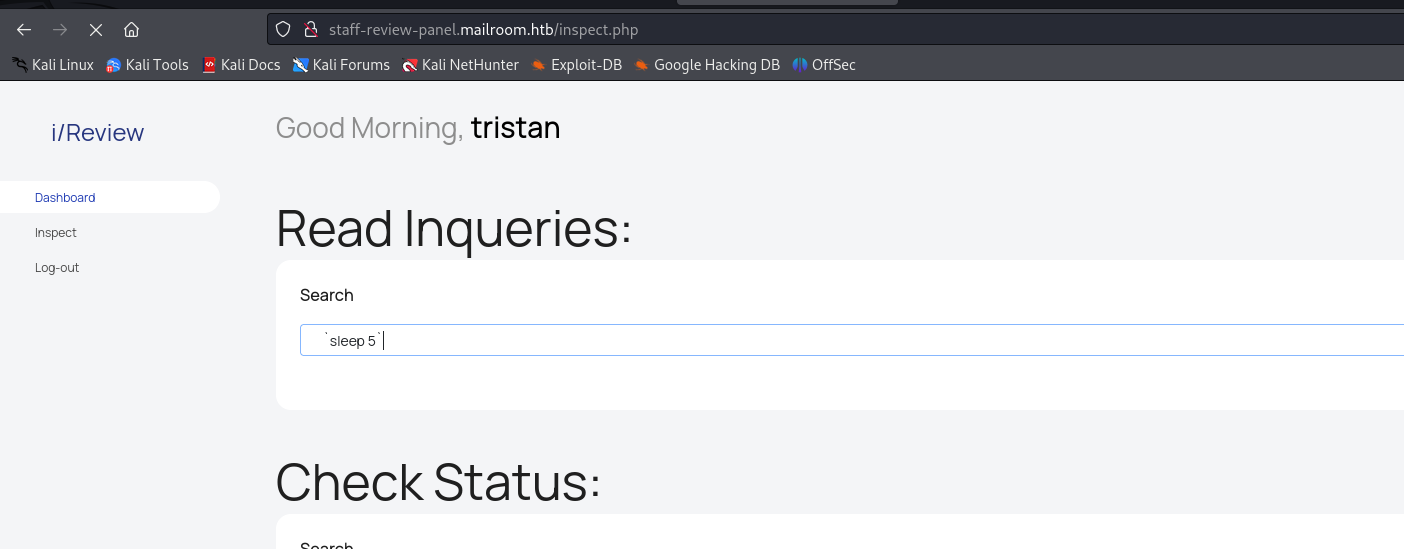 staff-review-panel.mailroom.htb/inspect.php
Kali Linux Kali Tools Kali Docs Kali Forums Kali NetHunter Exploit-DB Google Hacking DB OffSec
i/Review
Good Morning, tristan
Dashboard
Inspect
Log-out
Read Inqueries:
Search
`sleep 5`
Check Status:
Search